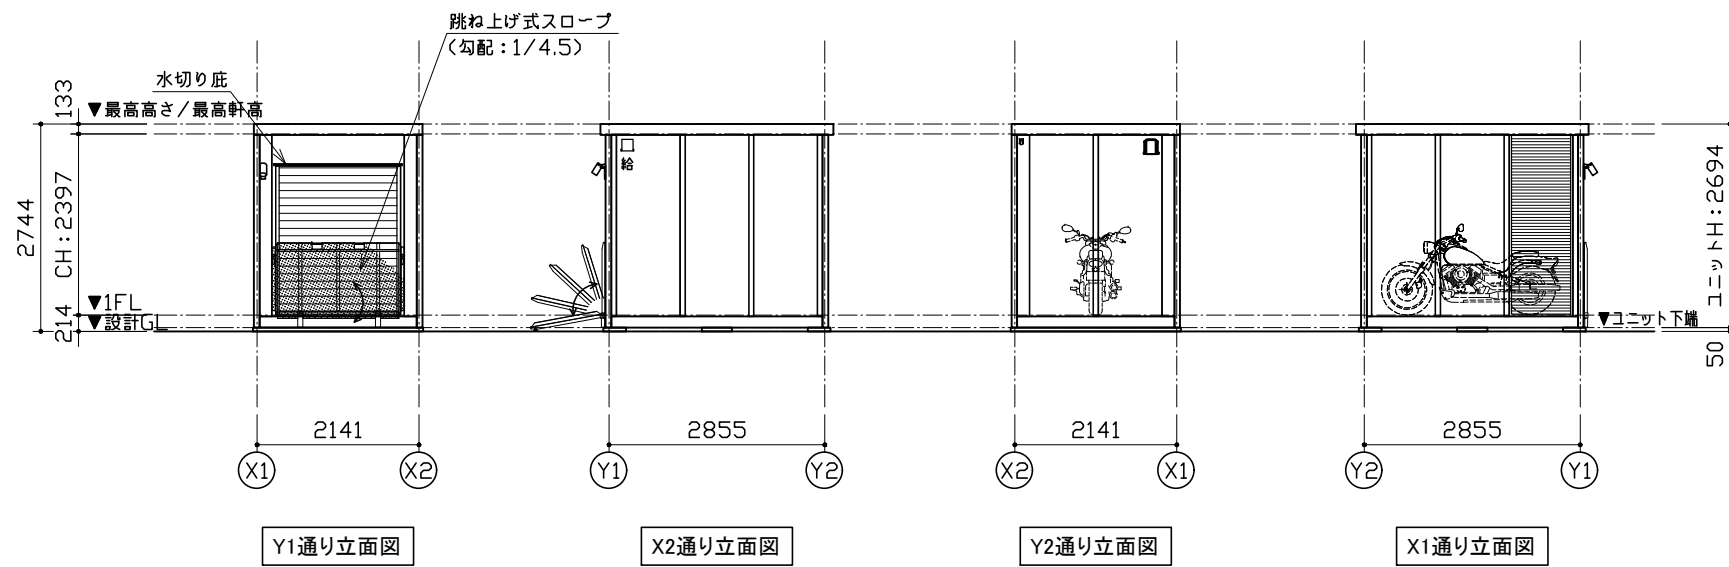 跳ね上げ式スロープ
(勾配：1/4.5)
水切り庇
▼最高高さ/最高軒高
133
2744
CH:2397
214
▼1FL
▼設計GL
給
ユニットH:2694
▼ユニット下端
50
2141
2855
2141
2855
X1
X2
Y1
Y2
X2
X1
Y2
Y1
Y1通り立面図
X2通り立面図
Y2通り立面図
X1通り立面図